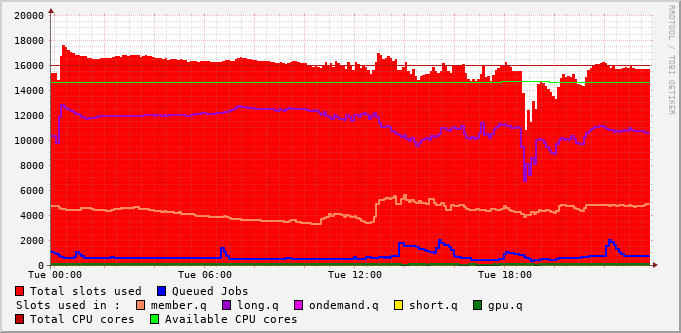 20000
18000
16000
14000
12000
10000
8000
6000
4000
2000
0
Tue 00:00 Tue 06:00 Tue 12:00 Tue 18:00
Total slots used Queued Jobs
Slots used in : member.q long.q ondemand.q short.q gpu.q
Total CPU cores Available CPU cores
RRDTOOL / TOBI OETIKER